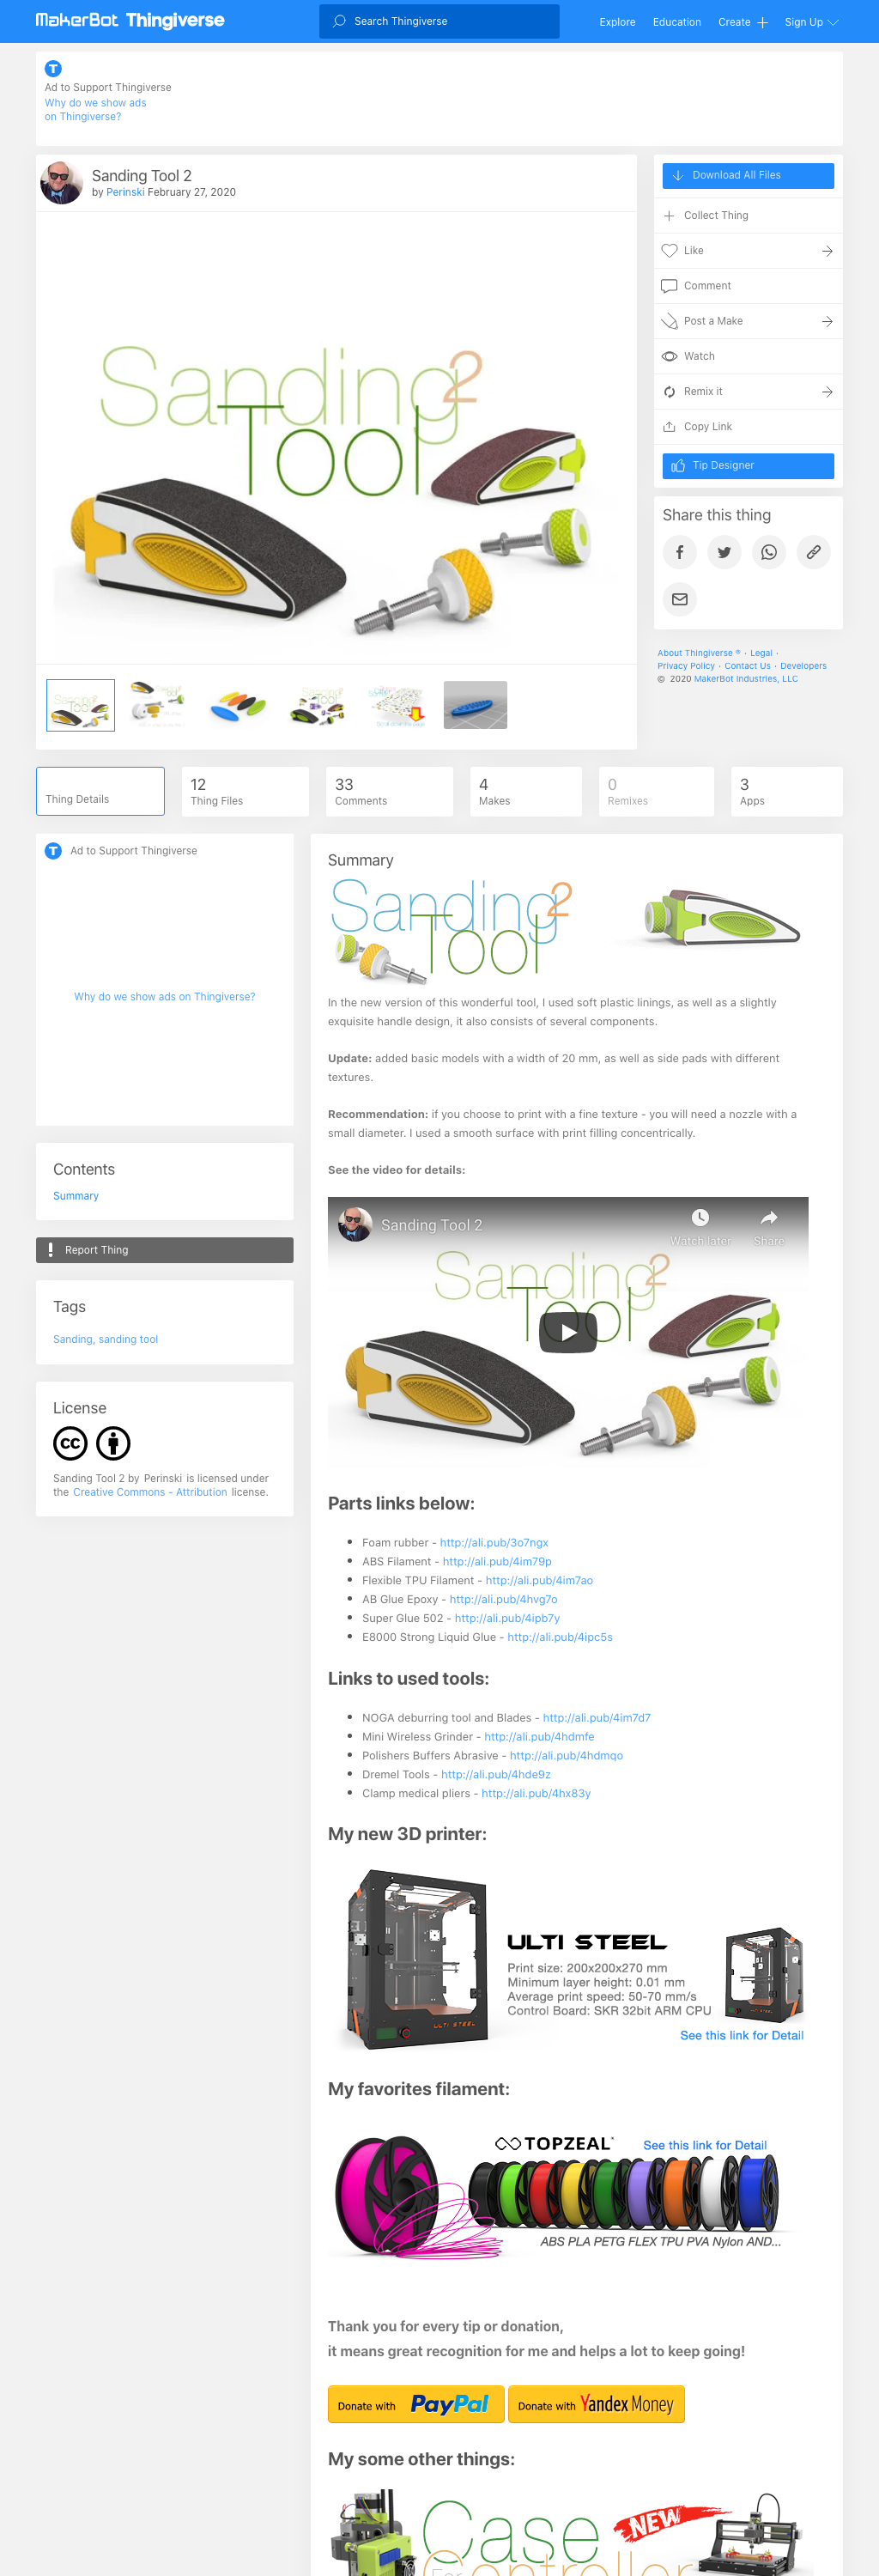 MakerBot Thingiverse
Search Thingiverse
Explore Education Create Sign Up
Ad to Support Thingiverse
Why do we show ads
on Thingiverse?
Sanding Tool 2
by Perinski February 27, 2020
Sanding 2
Tool
Download All Files
Collect Thing
Like
Comment
Post a Make
Watch
Remix it
Copy Link
Tip Designer
Share this thing
About Thingiverse ® · Legal ·
Privacy Policy · Contact Us · Developers
© 2020 MakerBot Industries, LLC
Thing Details
12
Thing Files
33
Comments
4
Makes
0
Remixes
3
Apps
Ad to Support Thingiverse
Why do we show ads on Thingiverse?
Contents
Summary
Report Thing
Tags
Sanding, sanding tool
License
cc
Sanding Tool 2 by Perinski is licensed under
the Creative Commons - Attribution license.
Summary
Sanding 2
Tool
In the new version of this wonderful tool, I used soft plastic linings, as well as a slightly
exquisite handle design, it also consists of several components.
Update: added basic models with a width of 20 mm, as well as side pads with different
textures.
Recommendation: if you choose to print with a fine texture - you will need a nozzle with a
small diameter. I used a smooth surface with print filling concentrically.
See the video for details:
Sanding Tool 2
Watch later Share
Sanding 2
Tool
Parts links below:
Foam rubber - http://ali.pub/3o7ngx
ABS Filament - http://ali.pub/4im79p
Flexible TPU Filament - http://ali.pub/4im7ao
AB Glue Epoxy - http://ali.pub/4hvg7o
Super Glue 502 - http://ali.pub/4ipb7y
E8000 Strong Liquid Glue - http://ali.pub/4ipc5s
Links to used tools:
NOGA deburring tool and Blades - http://ali.pub/4im7d7
Mini Wireless Grinder - http://ali.pub/4hdmfe
Polishers Buffers Abrasive - http://ali.pub/4hdmqo
Dremel Tools - http://ali.pub/4hde9z
Clamp medical pliers - http://ali.pub/4hx83y
My new 3D printer:
ULTI STEEL
Print size: 200x200x270 mm
Minimum layer height: 0.01 mm
Average print speed: 50-70 mm/s
Control Board: SKR 32bit ARM CPU
See this link for Detail
ULTI STEEL
My favorites filament:
TOPZEAL
See this link for Detail
ABS PLA PETG FLEX TPU PVA Nylon AND...
Thank you for every tip or donation,
it means great recognition for me and helps a lot to keep going!
Donate with PayPal
Donate with Yandex Money
My some other things:
Case
NEW
For
Controller